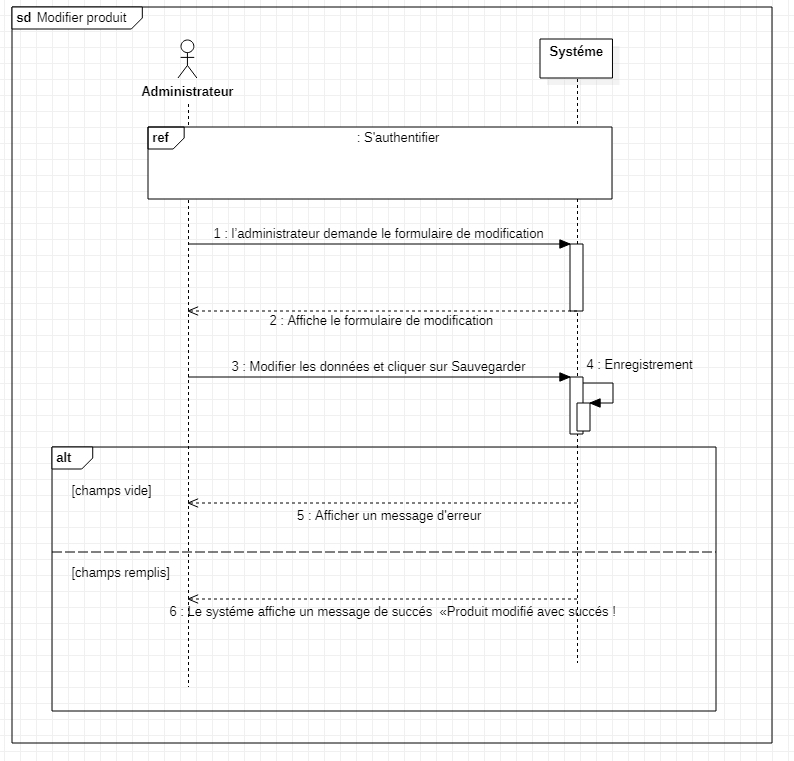 sd Modifier produit
Systéme
Administrateur
ref
: S'authentifier
1 : l'administrateur demande le formulaire de modification
2 : Affiche le formulaire de modification
3 : Modifier les données et cliquer sur Sauvegarder
4 : Enregistrement
alt
[champs vide]
5 : Afficher un message d'erreur
[champs remplis]
6 : Le systéme affiche un message de succés «Produit modifié avec succés !